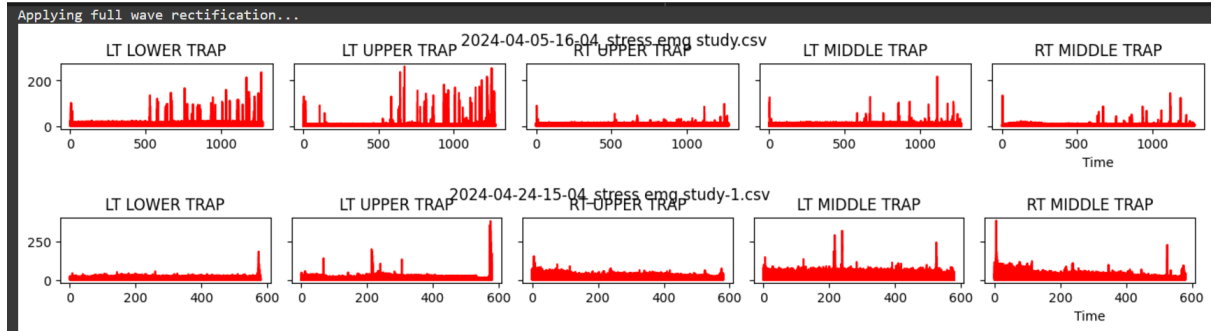 Applying full wave rectification...
2024-04-05-16-04_stress emg study.csv
LT LOWER TRAP LT UPPER TRAP RT UPPER TRAP LT MIDDLE TRAP RT MIDDLE TRAP
200
0
0 500 1000 0 500 1000 0 500 1000 0 500 1000 0 500 1000
Time
2024-04-24-15-04_stress emg study-1.csv
LT LOWER TRAP LT UPPER TRAP RT UPPER TRAP LT MIDDLE TRAP RT MIDDLE TRAP
250
0
0 200 400 600 0 200 400 600 0 200 400 600 0 200 400 600 0 200 400 600
Time